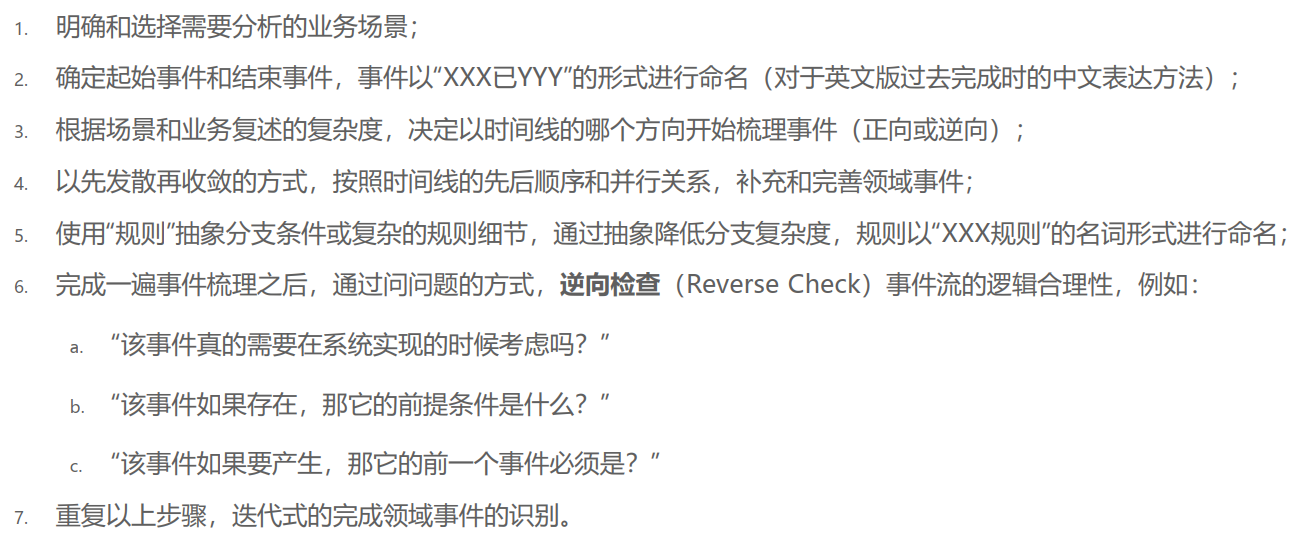 1. 明确和选择需要分析的业务场景；
2. 确定起始事件和结束事件，事件以“XXX已YYY”的形式进行命名（对于英文版过去完成时的中文表达方法）；
3. 根据场景和业务复述的复杂度，决定以时间线的哪个方向开始梳理事件（正向或逆向）；
4. 以先发散再收敛的方式，按照时间线的先后顺序和并行关系，补充和完善领域事件；
5. 使用“规则”抽象分支条件或复杂的规则细节，通过抽象降低分支复杂度，规则以“XXX规则”的名词形式进行命名；
6. 完成一遍事件梳理之后，通过问问题的方式，逆向检查（Reverse Check）事件流的逻辑合理性，例如：
a. “该事件真的需要在系统实现的时候考虑吗？”
b. “该事件如果存在，那它的前提条件是什么？”
c. “该事件如果要产生，那它的前一个事件必须是？”
7. 重复以上步骤，迭代式的完成领域事件的识别。